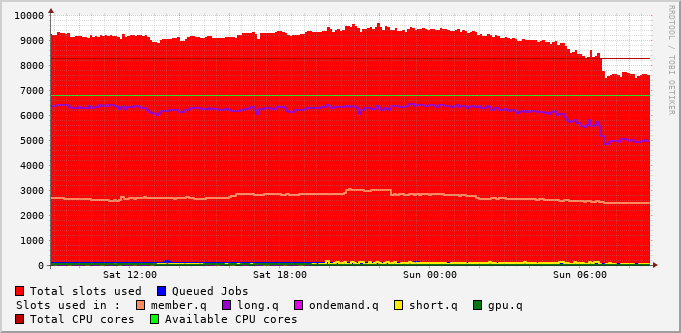 10000
9000
8000
7000
6000
5000
4000
3000
2000
1000
0
Sat 12:00 Sat 18:00 Sun 00:00 Sun 06:00
RRDTOOL / TOBI OETIKER
Total slots used Queued Jobs
Slots used in : member.q long.q ondemand.q short.q gpu.q
Total CPU cores Available CPU cores